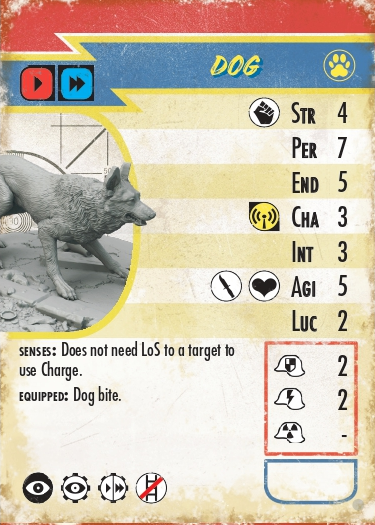 DOG
STR 4
PER 7
END 5
CHA 3
INT 3
AGI 5
LUC 2
SENSES: Does not need LoS to a target to
use Charge.
EQUIPPED: Dog bite.
2
2
-